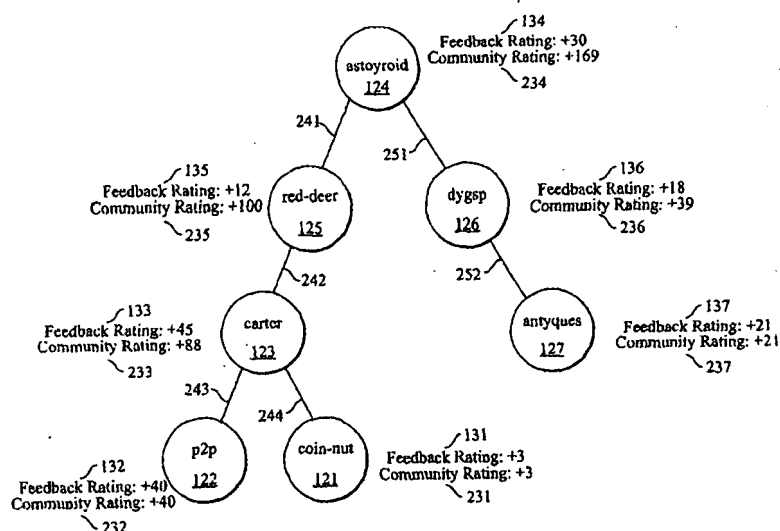 134
Feedback Rating: +30
Community Rating: +169
234
astoyroid
124
241
251
135
Feedback Rating: +12
Community Rating: +100
235
red-deer
125
dygsp
126
136
Feedback Rating: +18
Community Rating: +39
236
242
252
133
Feedback Rating: +45
Community Rating: +88
233
carter
123
antyques
127
137
Feedback Rating: +21
Community Rating: +21
237
243
244
132
Feedback Rating: +40
Community Rating: +40
232
p2p
122
coin-nut
121
131
Feedback Rating: +3
Community Rating: +3
231